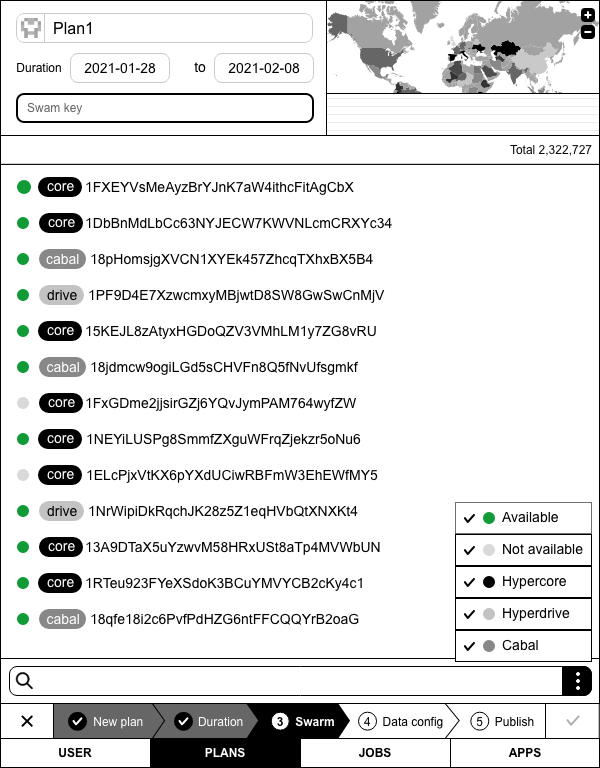 Plan1
Duration 2021-01-28 to 2021-02-08
Swam key
Total 2,322,727
core 1FXEYVsMeAyzBrYJnK7aW4ithcFitAgCbX
core 1DbBnMdLbCc63NYJECW7KWVNLcmCRXYc34
cabal 18pHomsjgXVCN1XYEk457ZhcqTXhxBX5B4
drive 1PF9D4E7XzwcmxyMBjwtD8SW8GwSwCnMjV
core 15KEJL8zAtyxHGDoQZV3VMhLM1y7ZG8vRU
cabal 18jdmcw9ogiLGd5sCHVFn8Q5fNvUfsgmkf
core 1FxGDme2jjsirGZj6YQvJymPAM764wyfZW
core 1NEYiLUSPg8SmmfZXguWFrqZjekzr5oNu6
core 1ELcPjxVtKX6pYXdUCiwRBFmW3EhEWfMY5
drive 1NrWipiDkRqchJK28z5Z1eqHVbQtXNXKt4
core 13A9DTaX5uYzwvM58HRxUSt8aTp4MVWbUN
core 1RTeu923FYeXSdoK3BCuYMVYCB2cKy4c1
cabal 18qfe18i2c6PvfPdHZG6ntFFCQQYrB2oaG
Available
Not available
Hypercore
Hyperdrive
Cabal
New plan Duration 3 Swarm 4 Data config 5 Publish
USER PLANS JOBS APPS